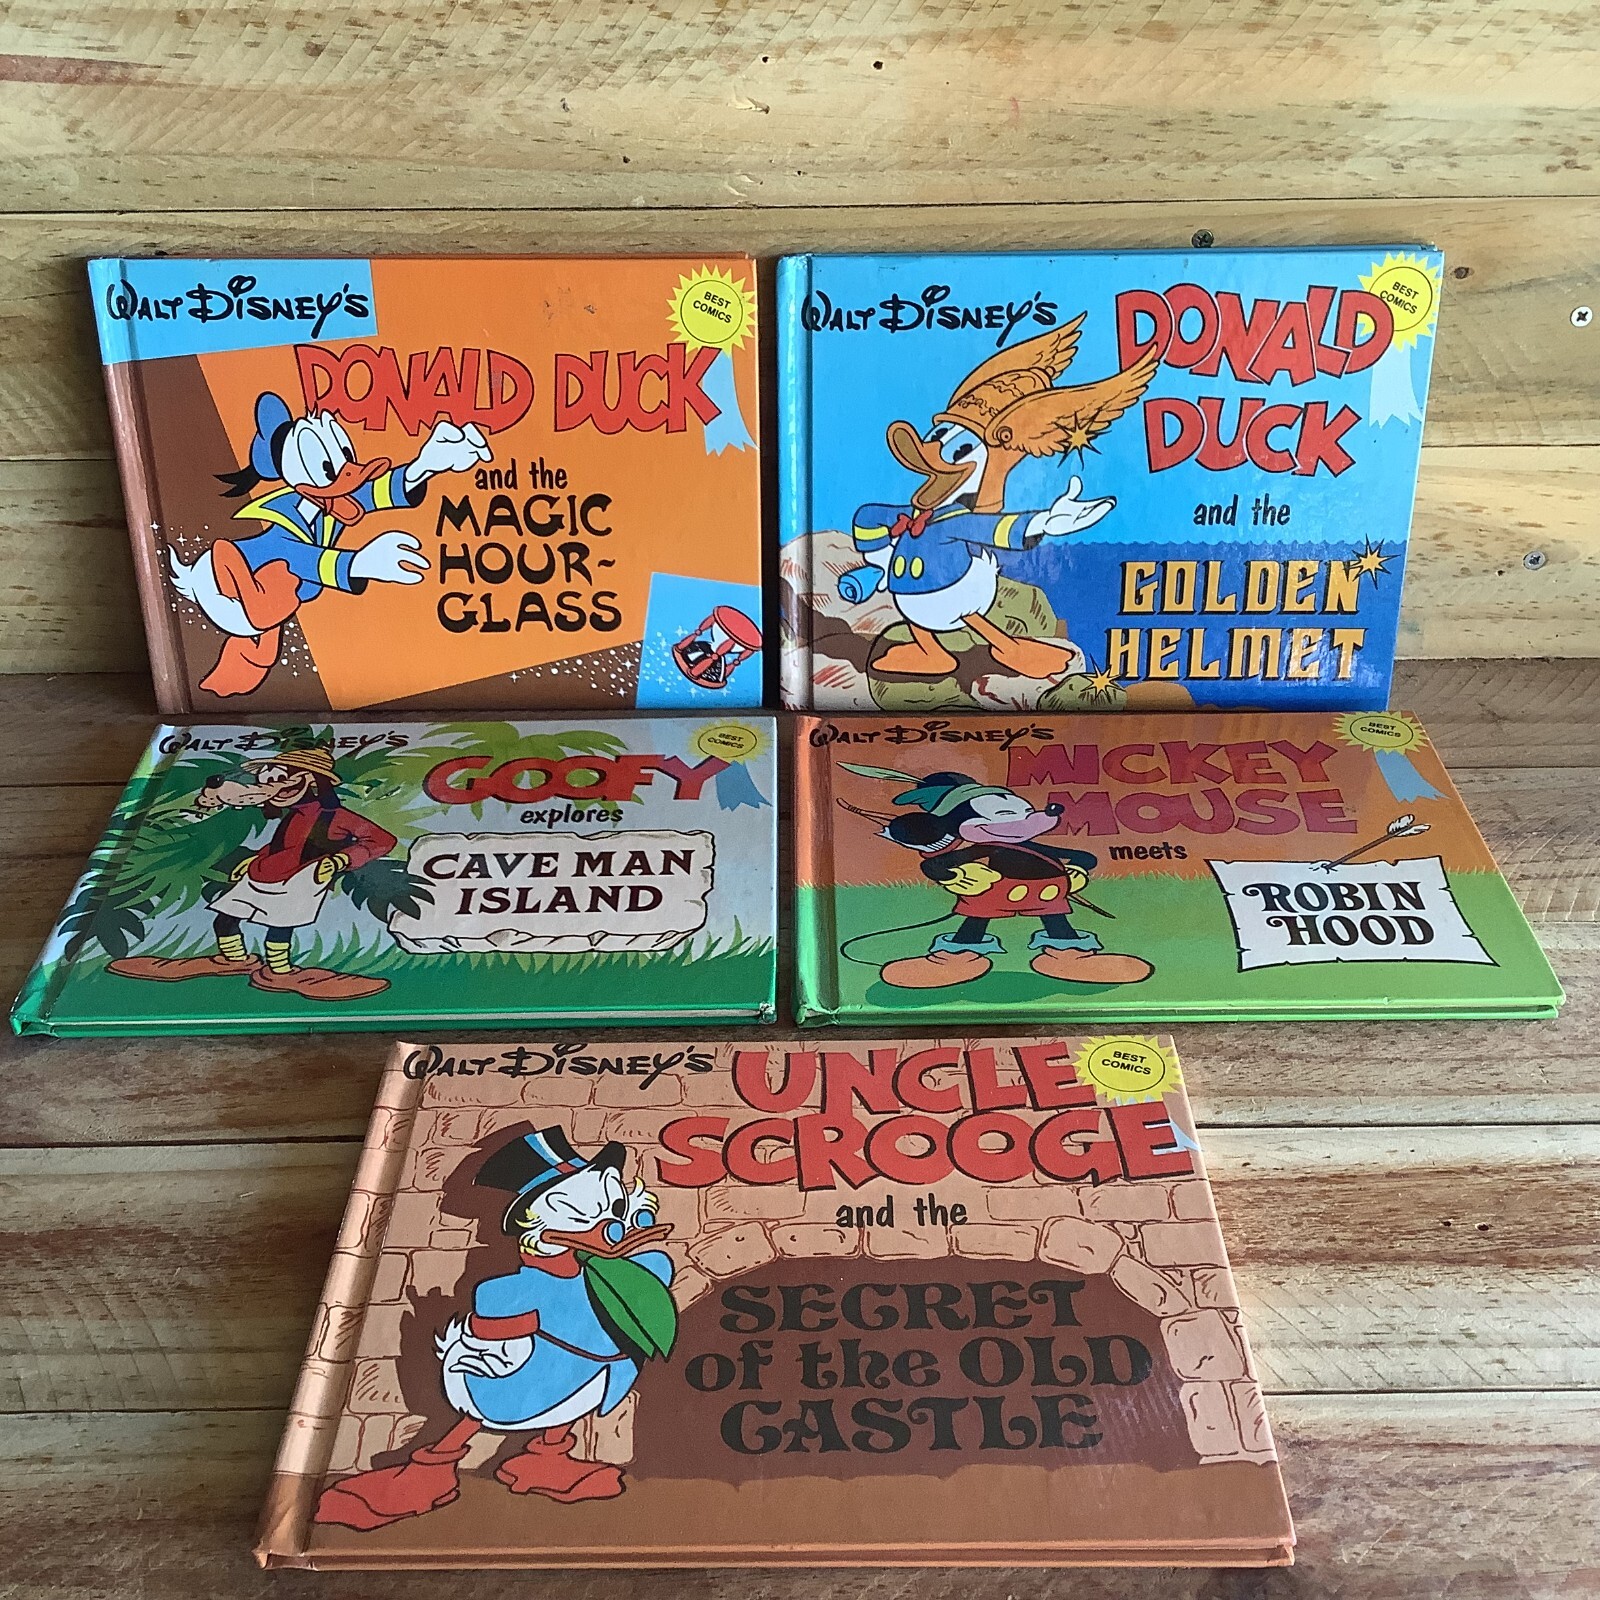 WALT DISNEY'S
BEST
COMICS
DONALD DUCK
and the
MAGIC
HOUR-
GLASS
WALT DISNEY'S
BEST
COMICS
DONALD
DUCK
and the
GOLDEN
HELMET
WALT DISNEY'S
BEST
COMICS
GOOFY
explores
CAVE MAN
ISLAND
WALT DISNEY'S
BEST
COMICS
MICKEY
MOUSE
meets
ROBIN
HOOD
WALT DISNEY'S
BEST
COMICS
UNCLE
SCROOGE
and the
SECRET
of the OLD
CASTLE